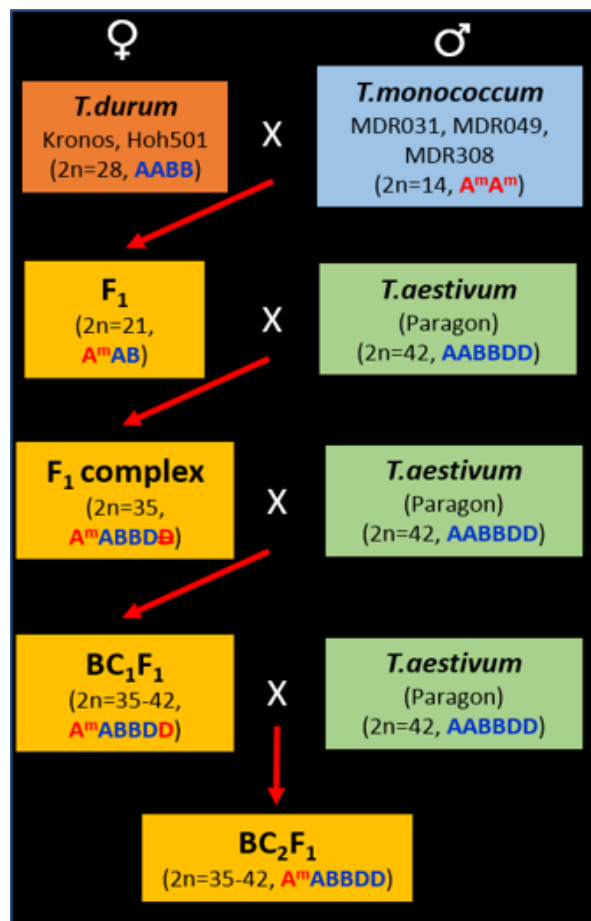 ♀ ♂
T.durum
Kronos, Hoh501
(2n=28, AABB)
X
T.monococcum
MDR031, MDR049,
MDR308
(2n=14, AᵐAᵐ)
F₁
(2n=21,
AᵐAB)
X
T.aestivum
(Paragon)
(2n=42, AABBDD)
F₁ complex
(2n=35,
AᵐABBDD)
X
T.aestivum
(Paragon)
(2n=42, AABBDD)
BC₁F₁
(2n=35-42,
AᵐABBDD)
X
T.aestivum
(Paragon)
(2n=42, AABBDD)
BC₂F₁
(2n=35-42, AᵐABBDD)